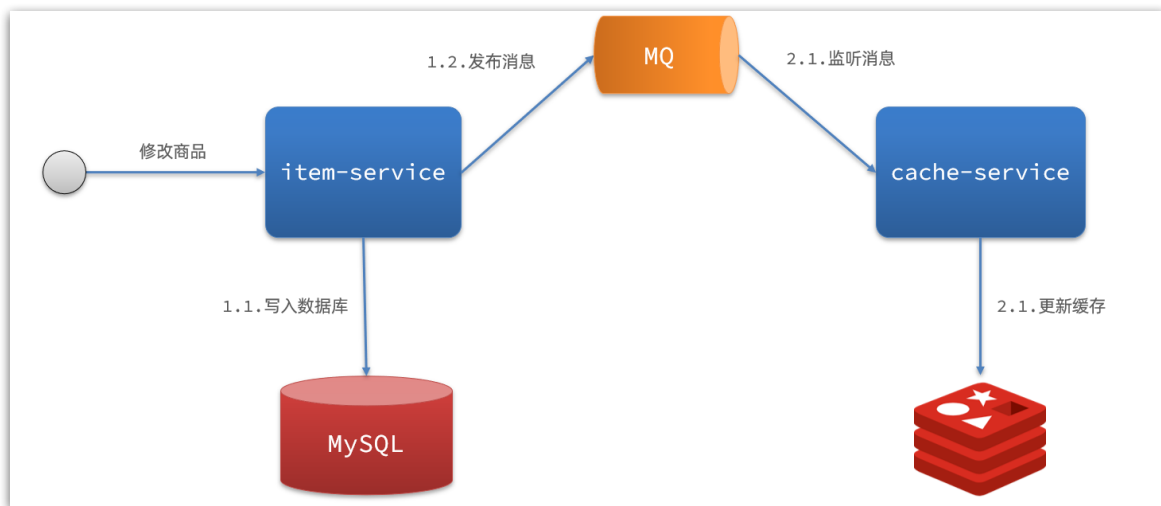 1.2.发布消息
MQ
2.1.监听消息
修改商品
item-service
cache-service
1.1.写入数据库
2.1.更新缓存
MySQL